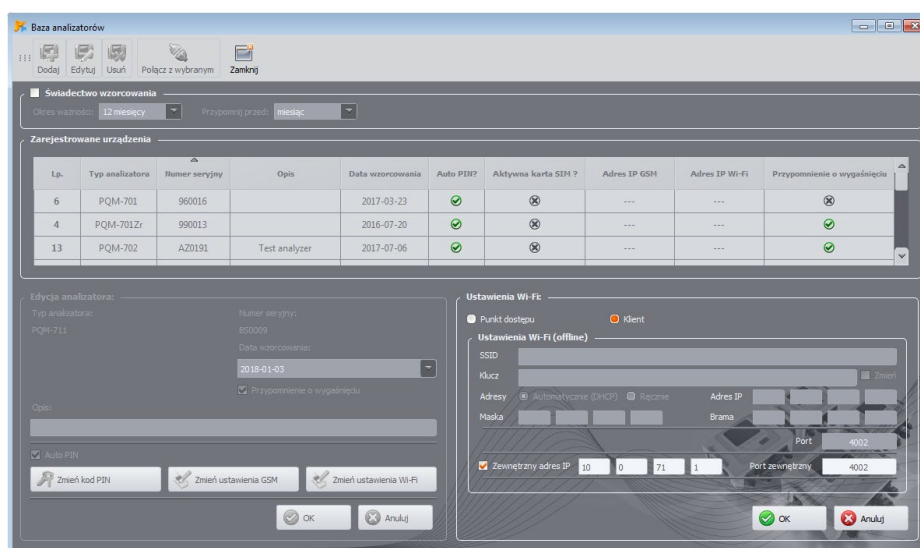 Baza analizatorów
Dodaj Edytuj Usuń Połącz z wybranym Zamknij
Świadectwo wzorcowania
Okres ważności: 12 miesięcy Przypomnij przed: miesiąc
Zarejestrowane urządzenia
Lp. Typ analizatora Numer seryjny Opis Data wzorcowania Auto PIN? Aktywna karta SIM ? Adres IP GSM Adres IP Wi-Fi Przypomnienie o wygaśnięciu
6 PQM-701 960016 2017-03-23 --- ---
4 PQM-701Zr 990013 2016-07-20 --- ---
13 PQM-702 AZ0191 Test analyzer 2017-07-06 --- ---
Edycja analizatora:
Typ analizatora: Numer seryjny:
PQM-711 BS0009
Data wzorcowania:
2018-01-03
Przypomnienie o wygaśnięciu
Opis:
Auto PIN
Zmień kod PIN Zmień ustawienia GSM Zmień ustawienia Wi-Fi
OK Anuluj
Ustawienia Wi-Fi:
Punkt dostępu Klient
Ustawienia Wi-Fi (offline)
SSID
Klucz Zmień
Adresy Automatycznie (DHCP) Ręcznie Adres IP
Maska Brama
Port 4002
Zewnętrzny adres IP 10 0 71 1 Port zewnętrzny 4002
OK Anuluj